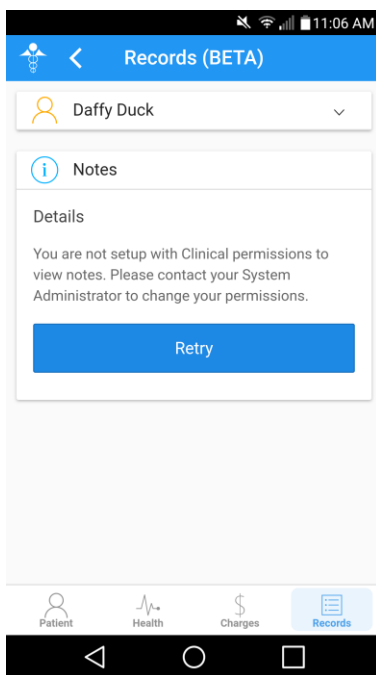 11:06 AM
Records (BETA)
Daffy Duck
i Notes
Details
You are not setup with Clinical permissions to
view notes. Please contact your System
Administrator to change your permissions.
Retry
Patient Health Charges Records